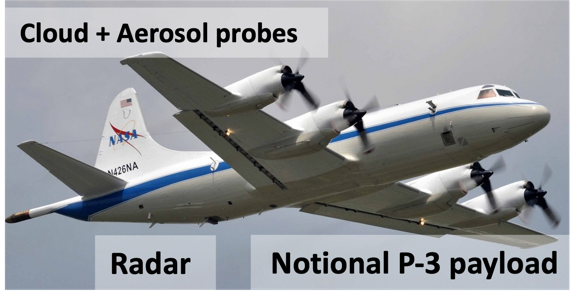 Cloud + Aerosol probes
NASA
N426NA
Radar
Notional P-3 payload